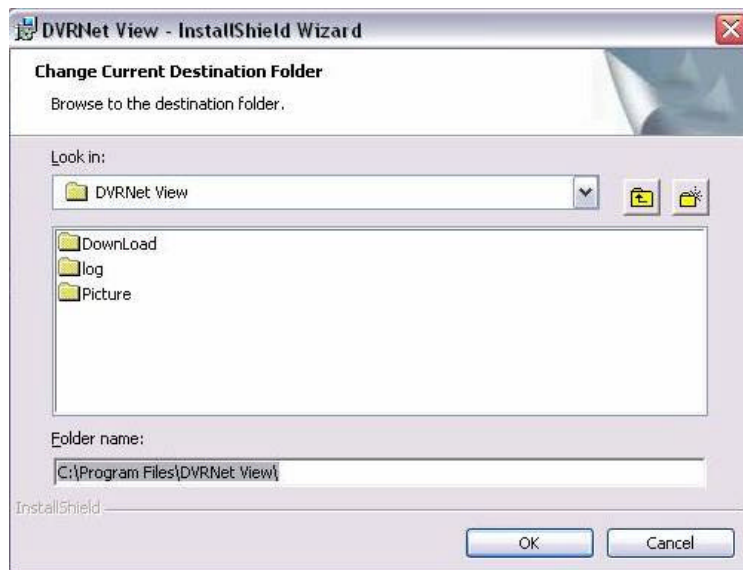 DVRNet View - InstallShield Wizard
Change Current Destination Folder
Browse to the destination folder.
Look in:
DVRNet View
DownLoad
log
Picture
Folder name:
C:\Program Files\DVRNet View\
InstallShield
OK Cancel